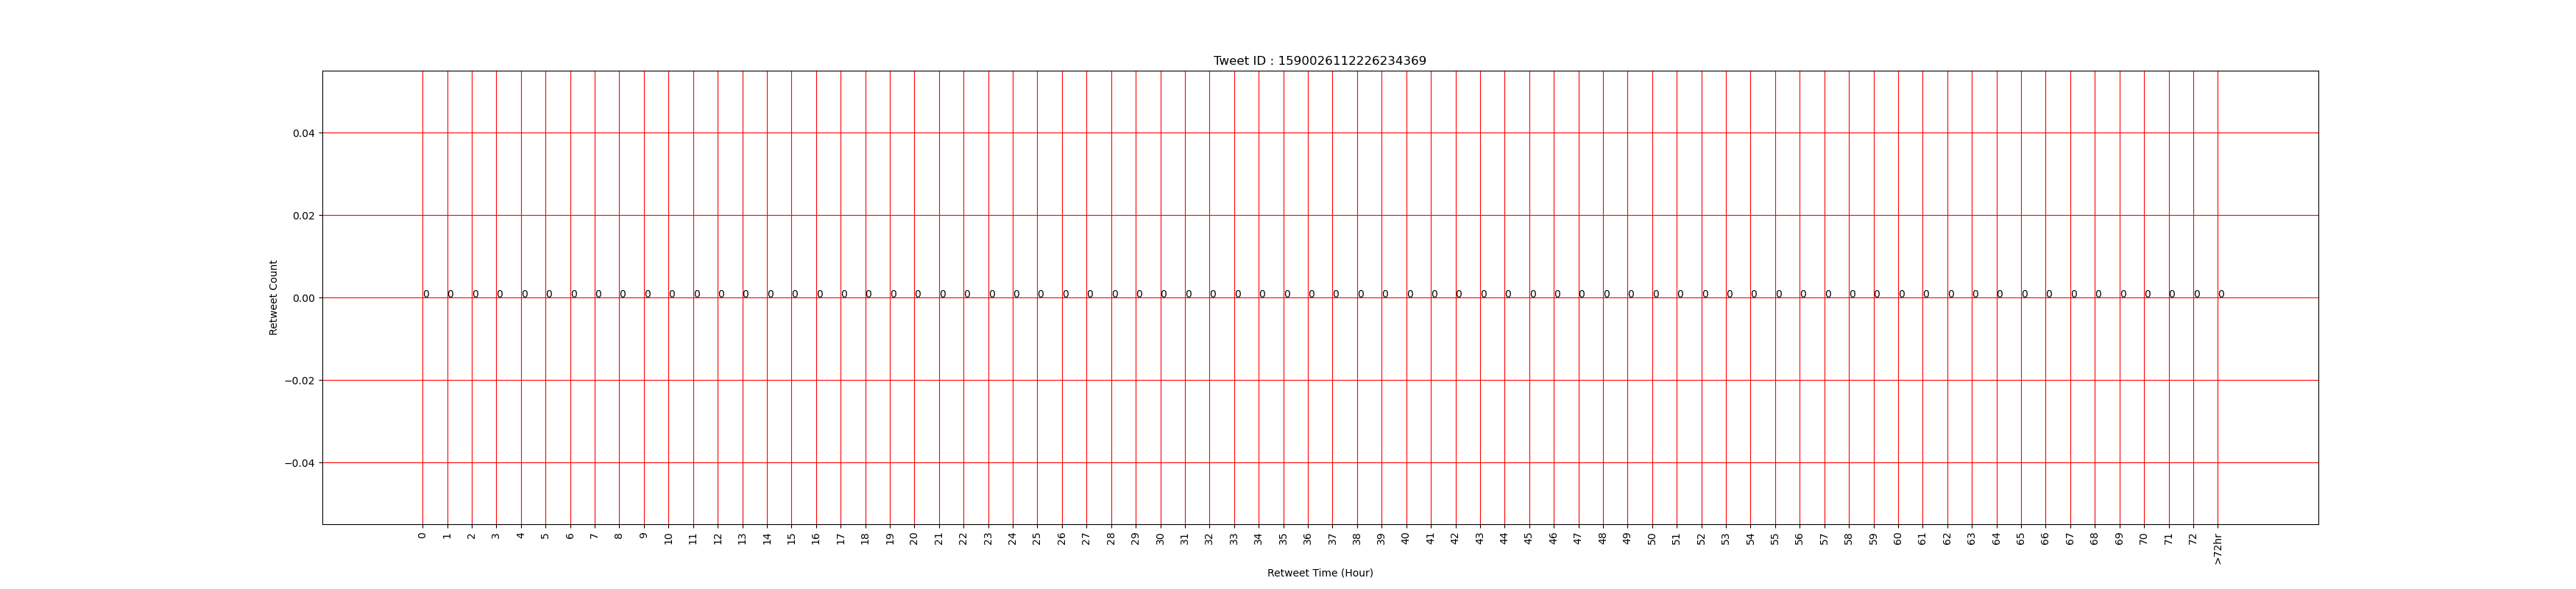 Tweet ID : 1590026112226234369
0.04
0.02
0.00
−0.02
−0.04
Retweet Count
0 0 0 0 0 0 0 0 0 0 0 0 0 0 0 0 0 0 0 0 0 0 0 0 0 0 0 0 0 0 0 0 0 0 0 0 0 0 0 0 0 0 0 0 0 0 0 0 0 0 0 0 0 0 0 0 0 0 0 0 0 0 0 0 0 0 0 0 0 0 0 0 0 0
0 1 2 3 4 5 6 7 8 9 10 11 12 13 14 15 16 17 18 19 20 21 22 23 24 25 26 27 28 29 30 31 32 33 34 35 36 37 38 39 40 41 42 43 44 45 46 47 48 49 50 51 52 53 54 55 56 57 58 59 60 61 62 63 64 65 66 67 68 69 70 71 72 >72hr
Retweet Time (Hour)